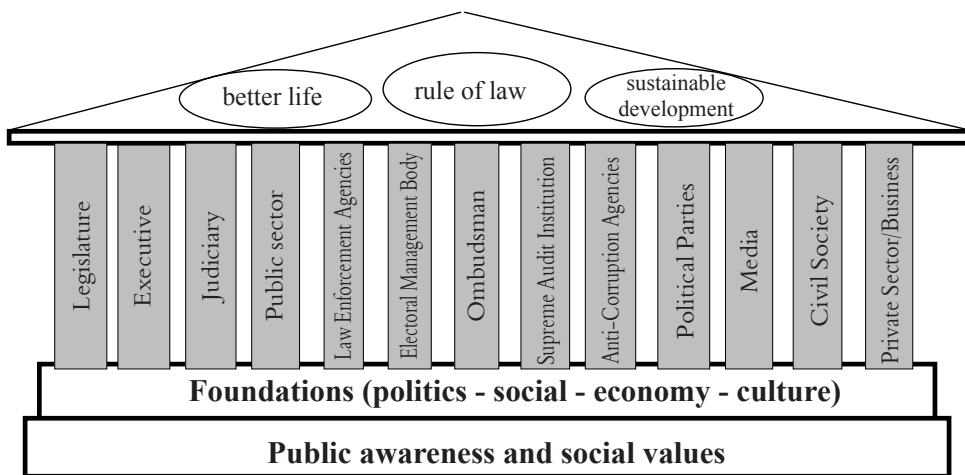 better life
rule of law
sustainable
development
Legislature
Executive
Judiciary
Public sector
Law Enforcement Agencies
Electoral Management Body
Ombudsman
Supreme Audit Institution
Anti-Corruption Agencies
Political Parties
Media
Civil Society
Private Sector/Business
Foundations (politics - social - economy - culture)
Public awareness and social values